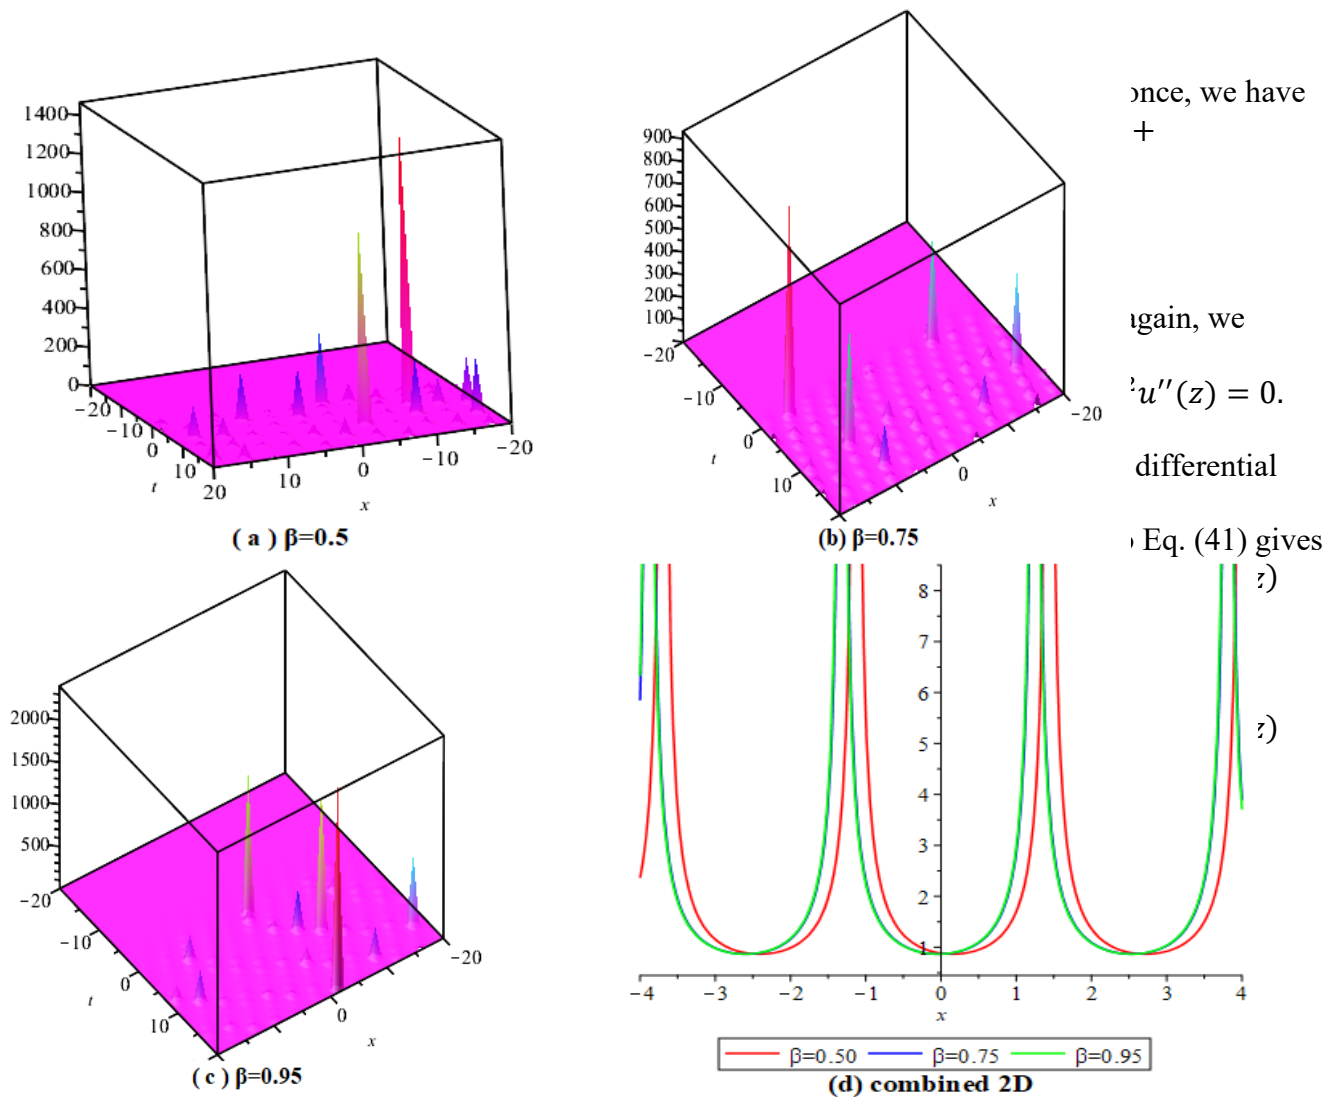 1400
1200
1000
800
600
400
200
0
−20
−10
0
10
20
t
10
0
−10
−20
x
( a ) β=0.5
900
800
700
600
500
400
300
200
100
−20
−10
0
10
t
0
−20
x
(b) β=0.75
once, we have
+
again, we
²u′′(z) = 0.
differential
Eq. (41) gives
z)
z)
2000
1500
1000
500
−20
−10
0
10
t
0
−20
x
( c ) β=0.95
8
7
6
5
4
3
2
1
−4 −3 −2 −1 0 1 2 3 4
x
β=0.50 β=0.75 β=0.95
(d) combined 2D